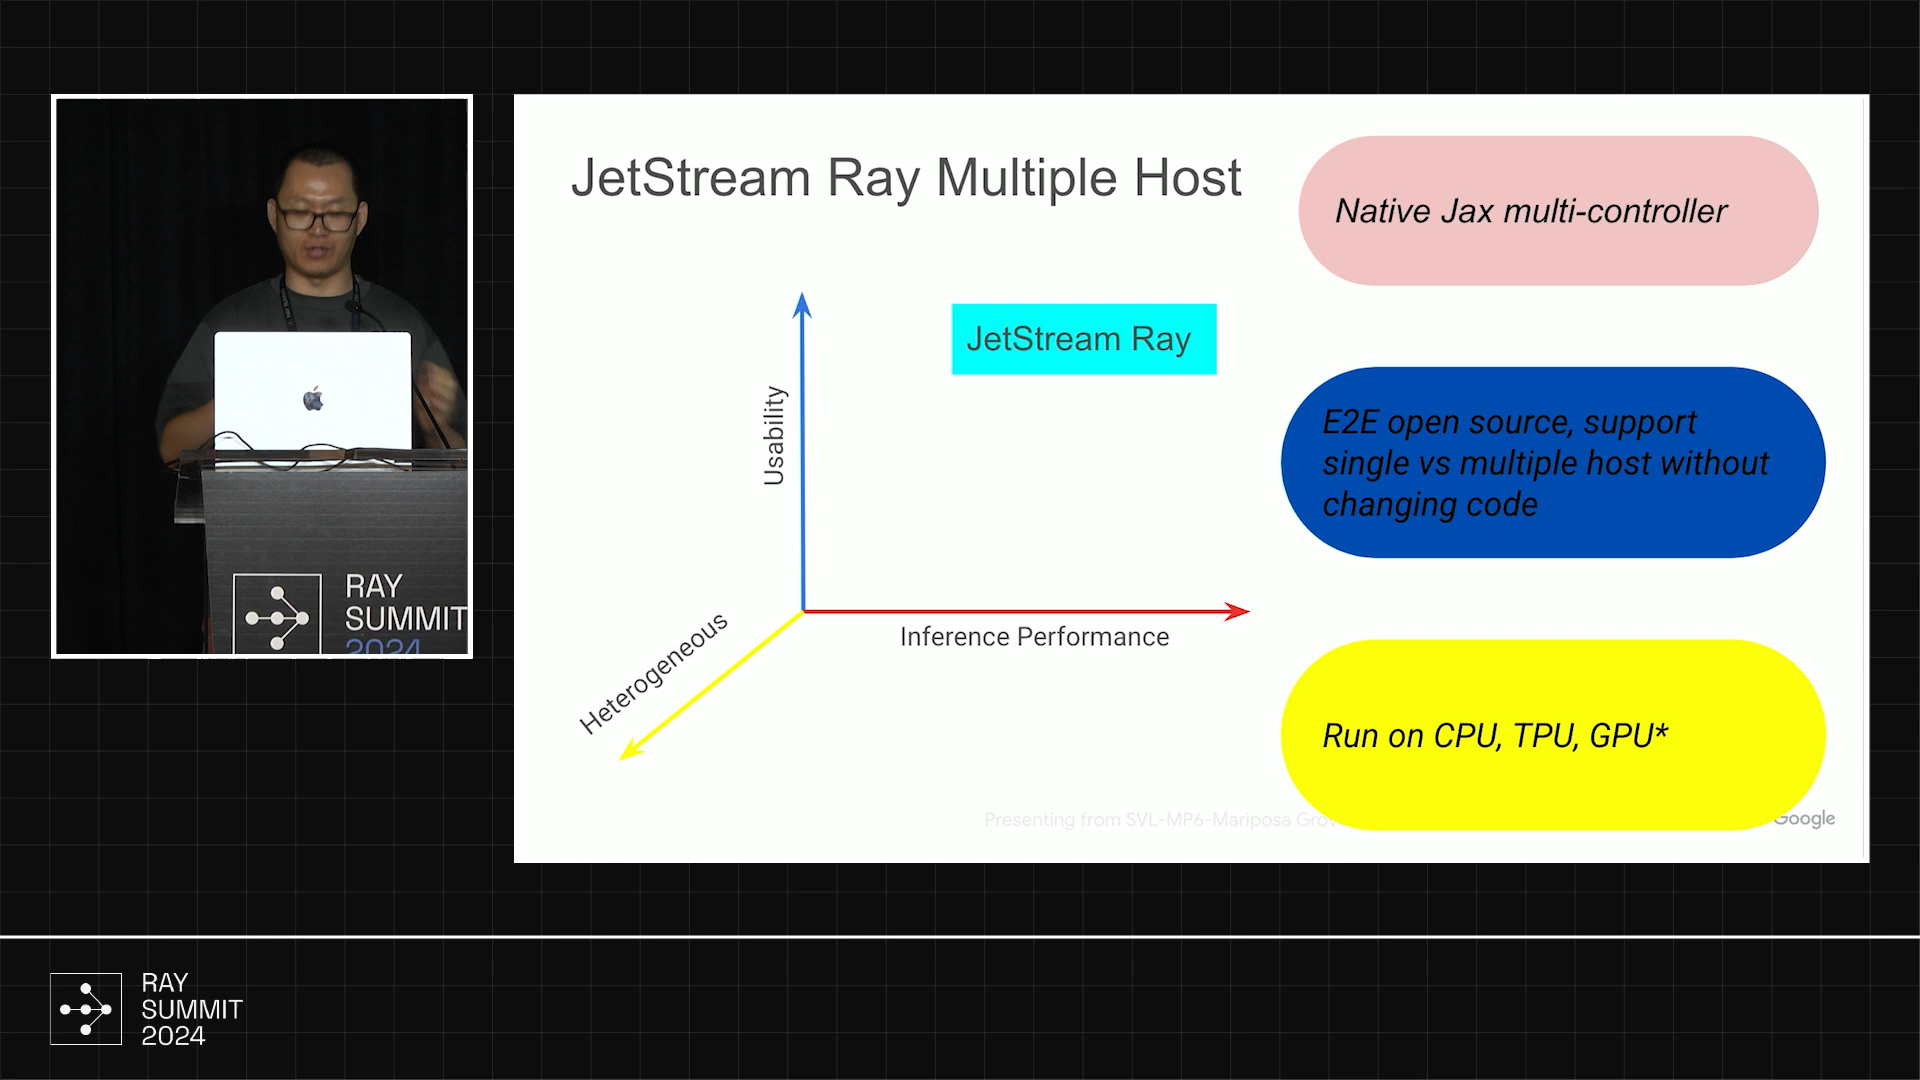 JetStream Ray Multiple Host
Native Jax multi-controller
JetStream Ray
Usability
E2E open source, support
single vs multiple host without
changing code
Inference Performance
Heterogeneous
Run on CPU, TPU, GPU*
Presenting from SVL-MP6-Mariposa
Google
RAY
SUMMIT
2024
RAY
SUMMIT
2024